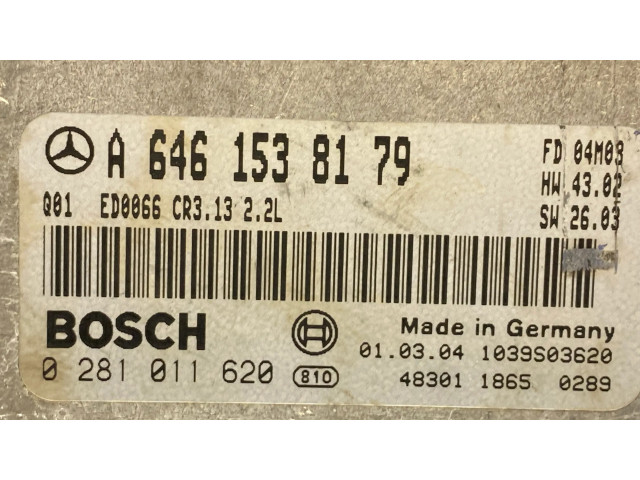 A 646 153 81 79
FD 04M03
HW 43.02
Q01 ED0066 CR3.13 2.2L
SW 26.03
BOSCH
Made in Germany
01.03.04 1039S03620
0 281 011 620 810
48301 1865 0289